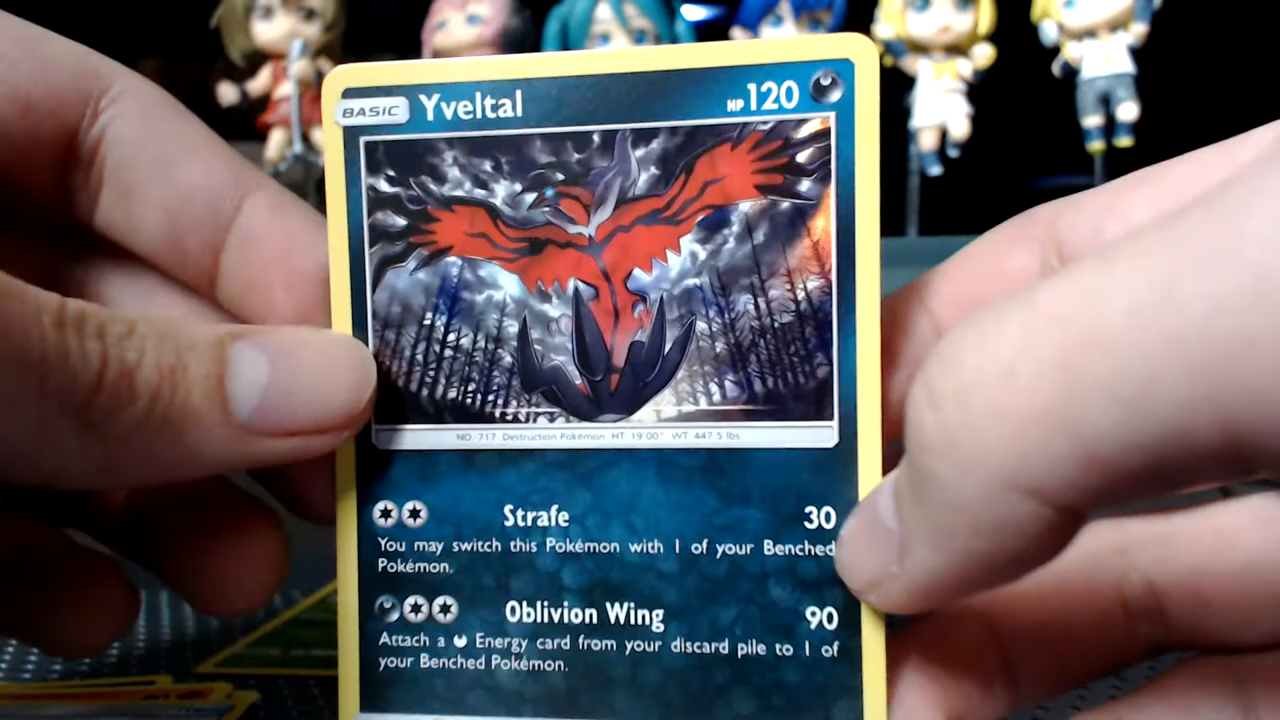 BASIC Yveltal HP 120
NO. 717 Destruction Pokémon HT 19'00" WT 447.5 lbs.
Strafe 30
You may switch this Pokémon with 1 of your Benched
Pokémon.
Oblivion Wing 90
Attach a Energy card from your discard pile to 1 of
your Benched Pokémon.